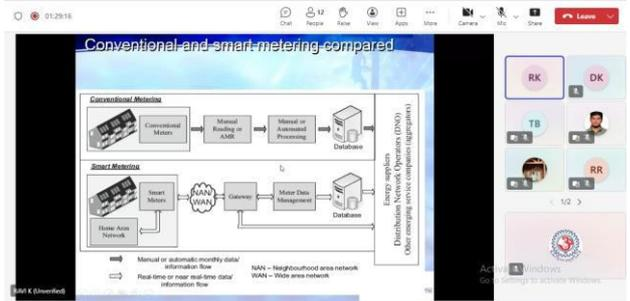 01:29:16
Chat
12
People
Raise
View
Apps
More
Camera
Mic
Share
Leave
Conventional and smart metering compared
Conventional Metering
Conventional
Meters
Manual
Reading or
AMR
Manual or
Automated
Processing
Database
Smart Metering
Smart
Meters
NAN/
WAN
Gateway
Meter Data
Management
Database
Home Area
Network
Energy suppliers
Distribution Network Operators (DNO)
Other emerging service companies (aggregators)
Manual or automatic monthly data/
information flow
Real-time or near real-time data/
information flow
NAN – Neighbourhood area network
WAN – Wide area network
RAVI K (Unverified)
RK
DK
TB
RR
1/2
Activate Windows
Go to Settings to activate Windows.